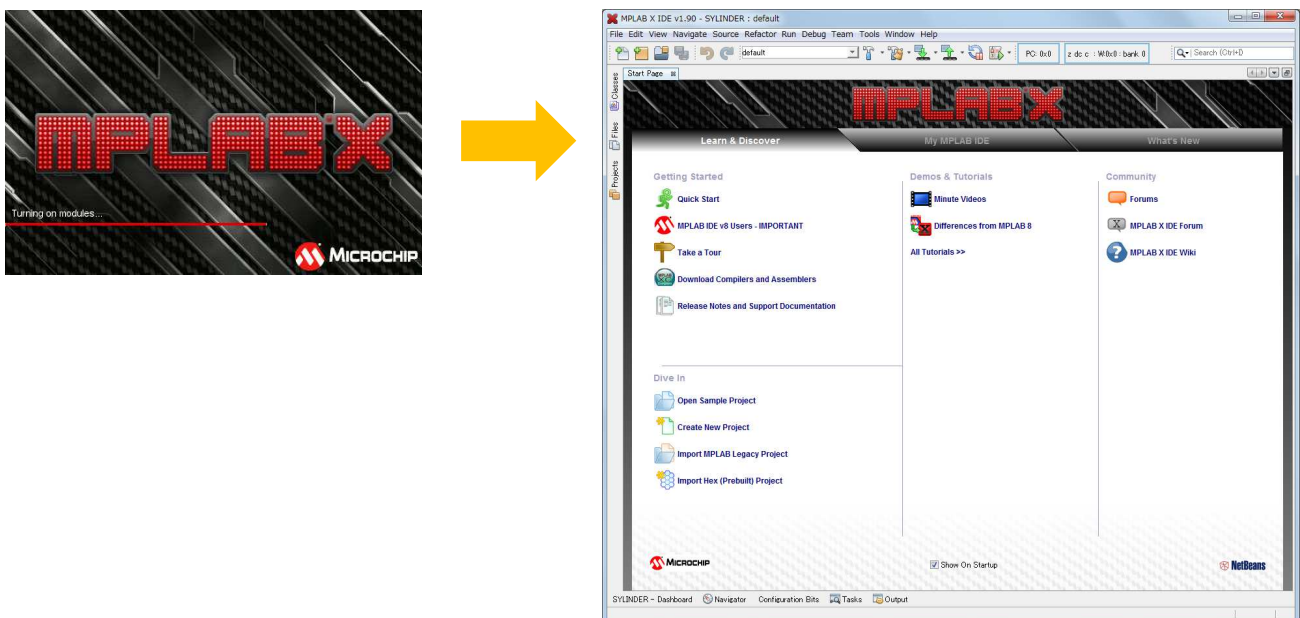 MPLAB X
Turning on modules...
MICROCHIP
MPLAB X IDE v1.90 - SYLINDER : default
File Edit View Navigate Source Refactor Run Debug Team Tools Window Help
default
PC: 0x0
z dc c : W:0x0 : bank 0
Search (Ctrl+I)
Start Page
Classes
Files
Projects
MPLAB X
Learn & Discover
My MPLAB IDE
What's New
Getting Started
Quick Start
MPLAB IDE v8 Users - IMPORTANT
Take a Tour
Download Compilers and Assemblers
Release Notes and Support Documentation
Demos & Tutorials
Minute Videos
Differences from MPLAB 8
All Tutorials >>
Community
Forums
MPLAB X IDE Forum
MPLAB X IDE Wiki
Dive In
Open Sample Project
Create New Project
Import MPLAB Legacy Project
Import Hex (Prebuilt) Project
MICROCHIP
Show On Startup
NetBeans
SYLINDER - Dashboard Navigator Configuration Bits Tasks Output